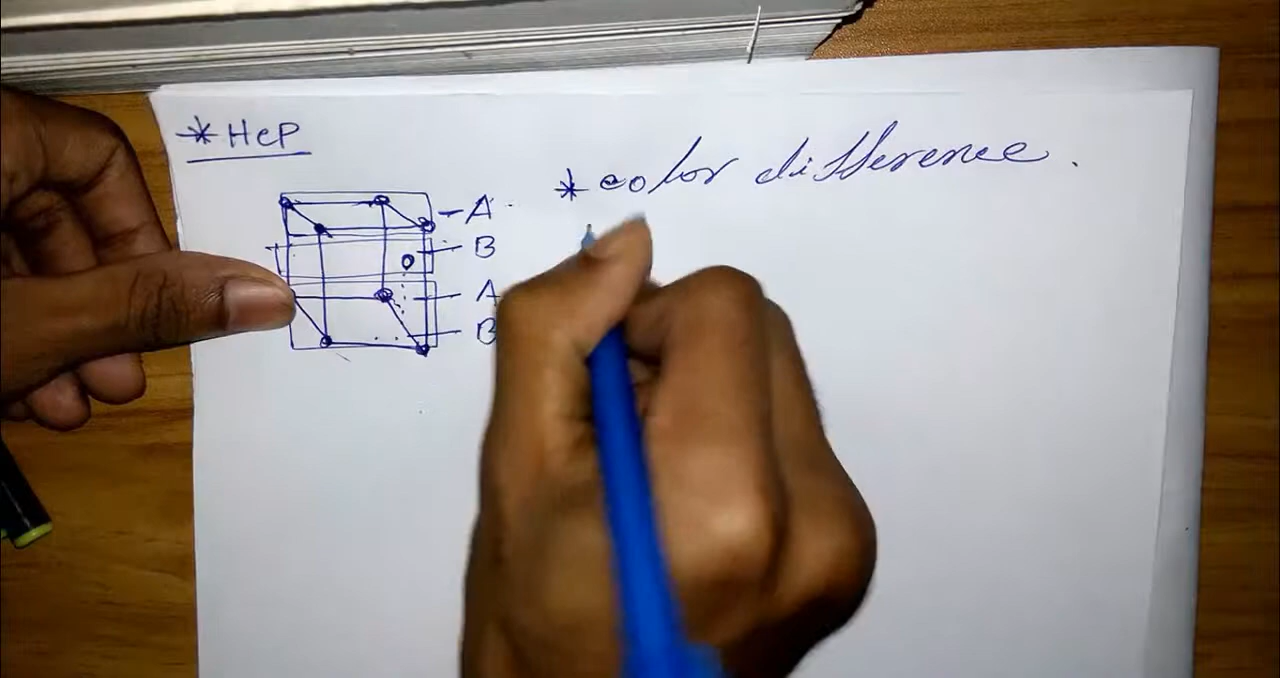 * HCP
* color difference.
- A
- B
- A
- B